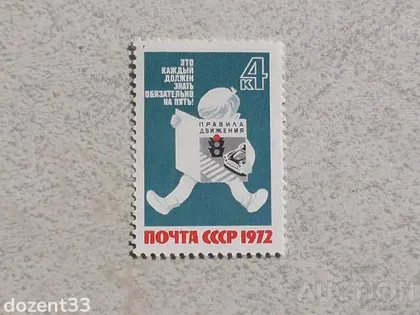 ЭТО
КАЖДЫЙ
ДОЛЖЕН
ЗНАТЬ
ОБЯЗАТЕЛЬНО
НА ПЯТЬ!
4
К
ПРАВИЛА
ДВИЖЕНИЯ
ПОЧТА СССР 1972
AUCTION
dozent33